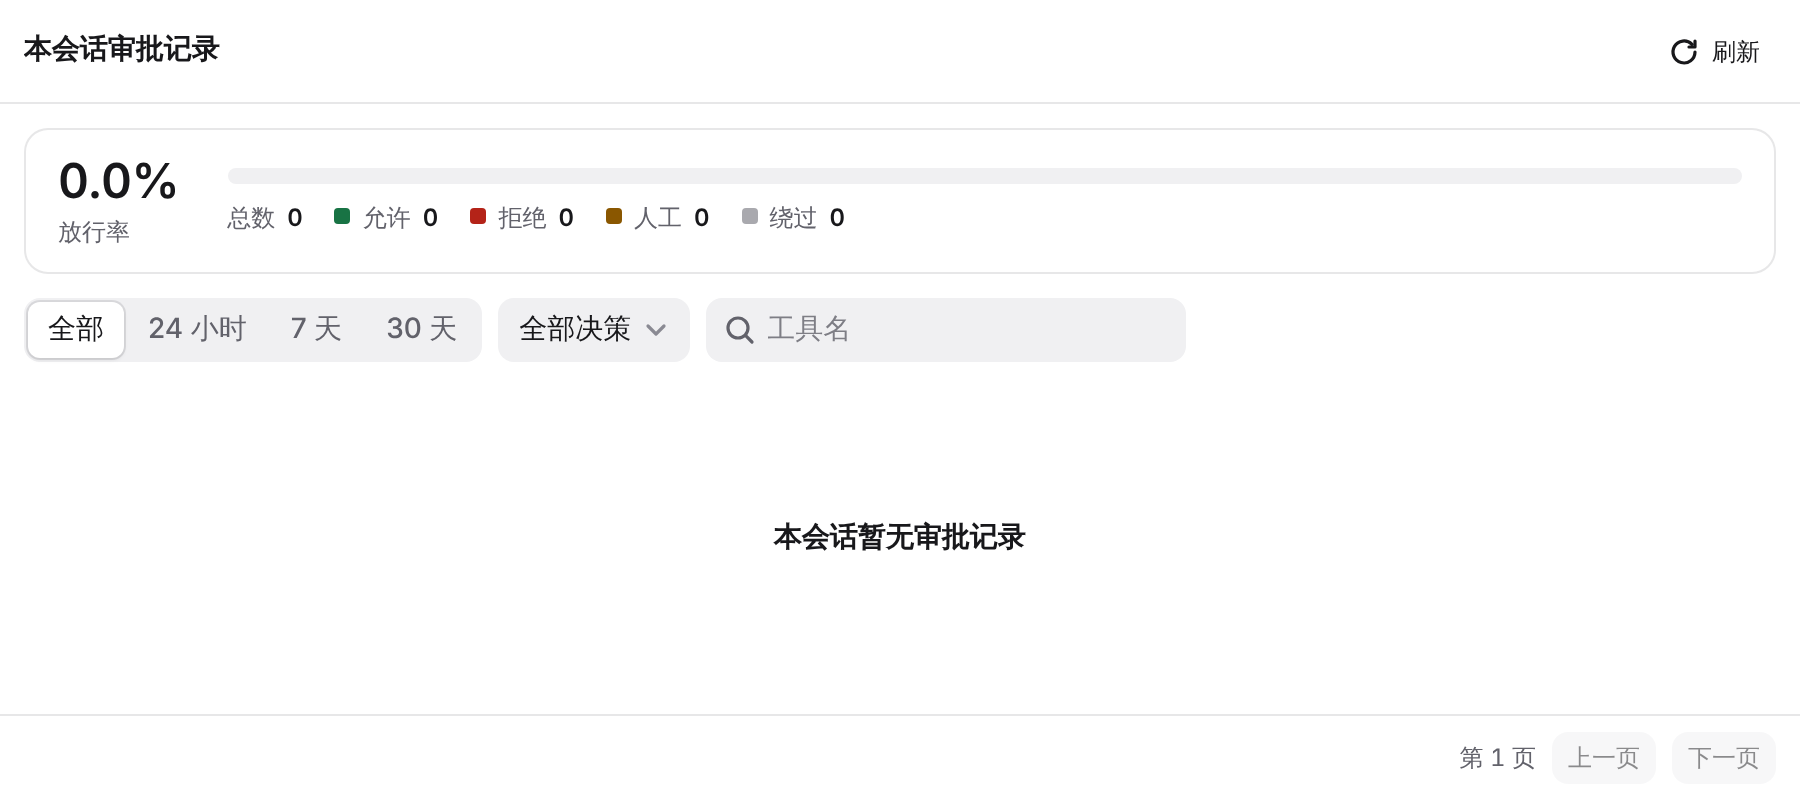 本会话审批记录
刷新
0.0%
放行率
总数 0 允许 0 拒绝 0 人工 0 绕过 0
全部 24 小时 7 天 30 天 全部决策 工具名
本会话暂无审批记录
第 1 页 上一页 下一页